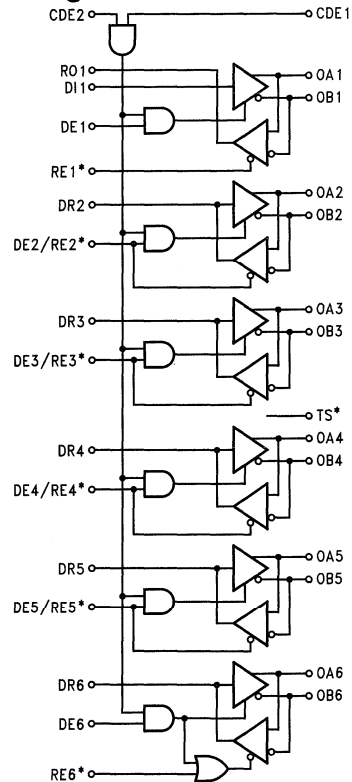 CDE2 CDE1
RO1 OA1
DI1 OB1
DE1
RE1*
DR2 OA2
OB2
DE2/RE2*
DR3 OA3
OB3
DE3/RE3*
TS*
DR4 OA4
OB4
DE4/RE4*
DR5 OA5
OB5
DE5/RE5*
DR6 OA6
OB6
DE6
RE6*